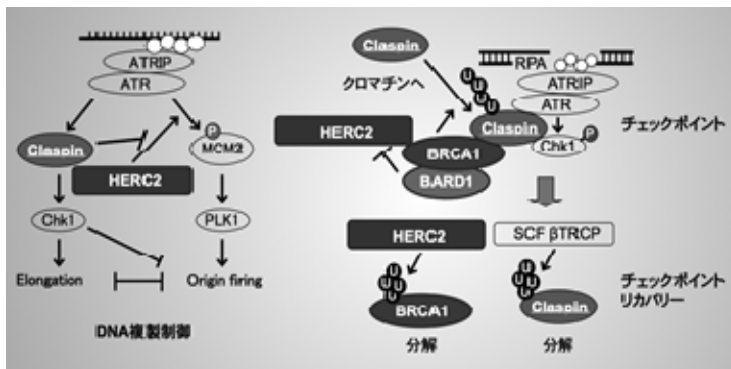 ATRIP
ATR
Claspin
P
MCM2
HERC2
Chk1
PLK1
Elongation
Origin firing
DNA複製制御
Claspin
クロマチンへ
RIPA
ATRIP
ATR
U
U
U
U
HERC2
Claspin
BRCA1
Chk1
P
BARD1
チェックポイント
HERC2
SCF βTRCP
U
U
U
U
BRCA1
U
U
U
U
Claspin
チェックポイント
リカバリー
分解
分解